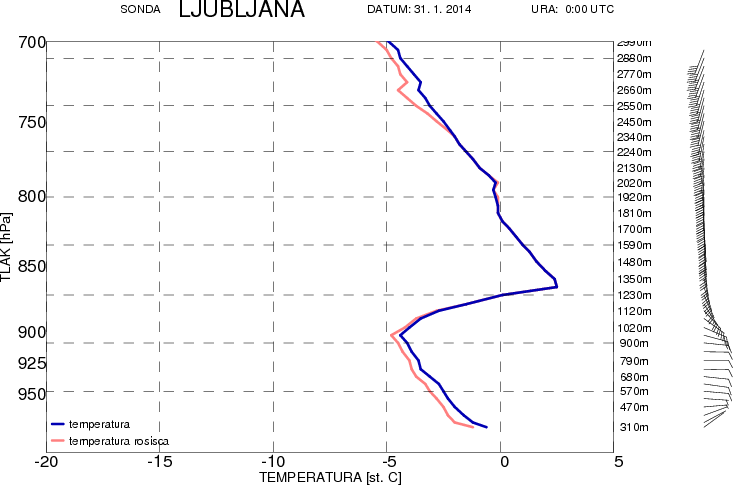 SONDA LJUBLJANA DATUM: 31. 1. 2014 URA: 0:00 UTC
700 2990m
2880m
2770m
2660m
2550m
750 2450m
2340m
2240m
2130m
2020m
800 1920m
1810m
1700m
1590m
TLAK [hPa]
850 1480m
1350m
1230m
1120m
900 1020m
900m
925 790m
680m
950 570m
470m
temperatura 310m
temperatura rosisca
-20 -15 -10 -5 0 5
TEMPERATURA [st. C]